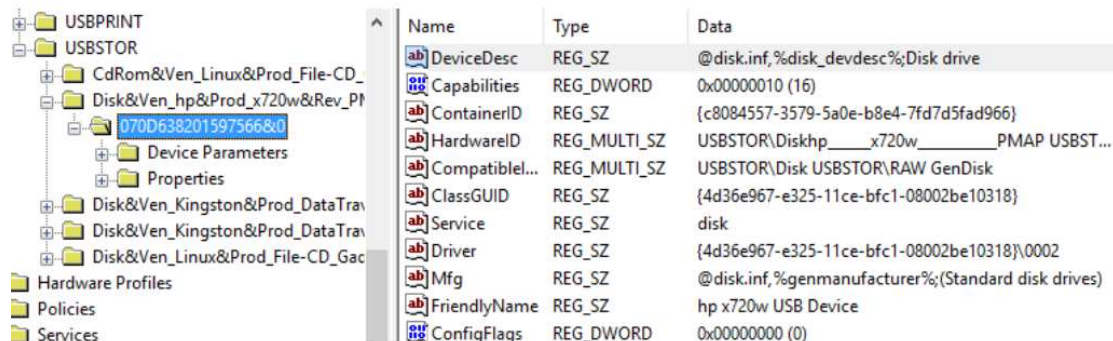 USBPRINT
USBSTOR
CdRom&Ven_Linux&Prod_File-CD_
Disk&Ven_hp&Prod_x720w&Rev_PM
070D638201597566&0
Device Parameters
Properties
Disk&Ven_Kingston&Prod_DataTrav
Disk&Ven_Kingston&Prod_DataTrav
Disk&Ven_Linux&Prod_File-CD_Gac
Hardware Profiles
Policies
Services
Name Type Data
DeviceDesc REG_SZ @disk.inf,%disk_devdesc%;Disk drive
Capabilities REG_DWORD 0x00000010 (16)
ContainerID REG_SZ {c8084557-3579-5a0e-b8e4-7fd7d5fad966}
HardwareID REG_MULTI_SZ USBSTOR\Diskhp______x720w___________PMAP USBST...
CompatibleI... REG_MULTI_SZ USBSTOR\Disk USBSTOR\RAW GenDisk
ClassGUID REG_SZ {4d36e967-e325-11ce-bfc1-08002be10318}
Service REG_SZ disk
Driver REG_SZ {4d36e967-e325-11ce-bfc1-08002be10318}\0002
Mfg REG_SZ @disk.inf,%genmanufacturer%;(Standard disk drives)
FriendlyName REG_SZ hp x720w USB Device
ConfigFlags REG_DWORD 0x00000000 (0)